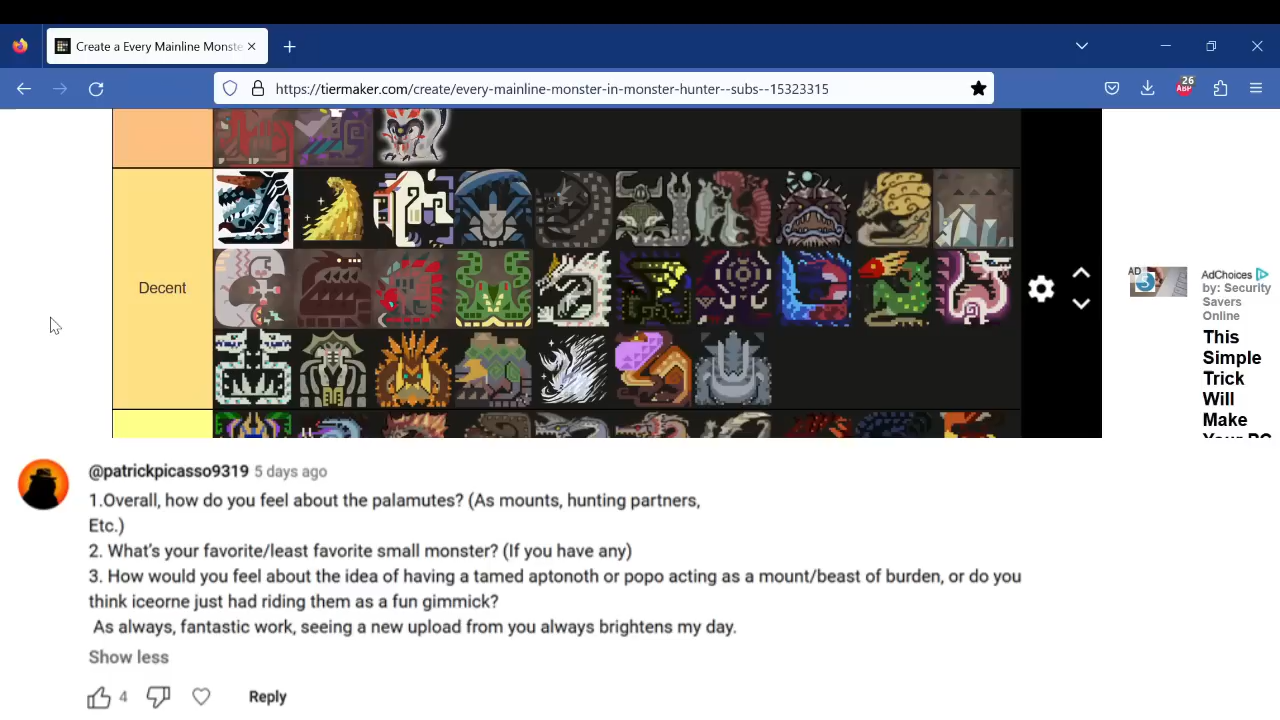 Create a Every Mainline Monste
https://tiermaker.com/create/every-mainline-monster-in-monster-hunter--subs--15323315
26
ABP
Decent
AD
AdChoices
by: Security
Savers
Online
This
Simple
Trick
Will
Make
Your PC
@patrickpicasso9319 5 days ago
1.Overall, how do you feel about the palamutes? (As mounts, hunting partners,
Etc.)
2. What's your favorite/least favorite small monster? (If you have any)
3. How would you feel about the idea of having a tamed aptonoth or popo acting as a mount/beast of burden, or do you
think iceorne just had riding them as a fun gimmick?
As always, fantastic work, seeing a new upload from you always brightens my day.
Show less
4
Reply